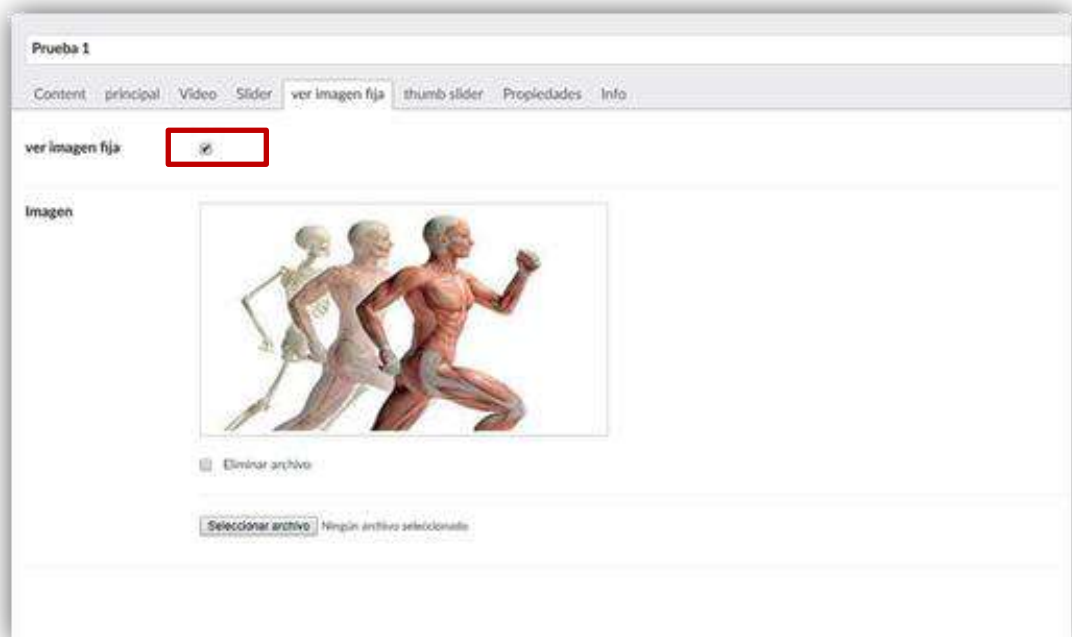 Prueba 1
Content principal Video Slider ver imagen fija thumb slider Propiedades Info
ver imagen fija
Imagen
Eliminar archivo
Seleccionar archivo Ningún archivo seleccionado